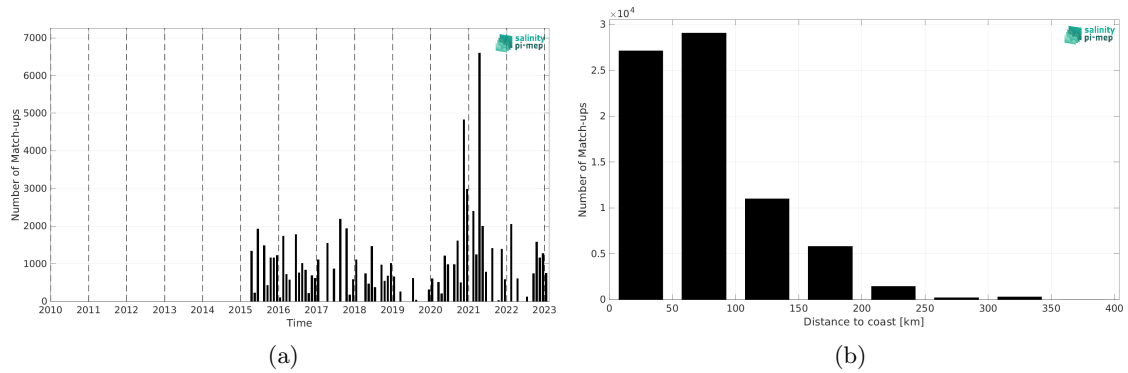 salinity
pi-mep
7000
6000
5000
4000
3000
2000
1000
0
Number of Match-ups
2010 2011 2012 2013 2014 2015 2016 2017 2018 2019 2020 2021 2022 2023
Time
(a)
×10⁴
salinity
pi-mep
3
2.5
2
1.5
1
0.5
0
Number of Match-ups
0 50 100 150 200 250 300 350 400
Distance to coast [km]
(b)